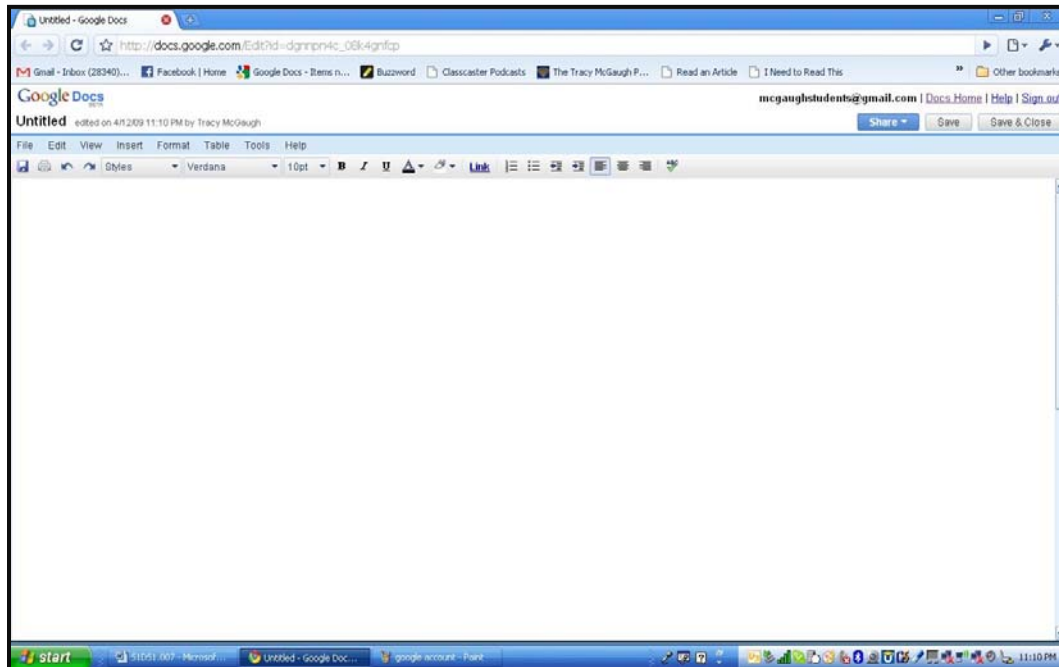 Untitled - Google Docs
http://docs.google.com/Edit?id=dgnnpn4c_08k4gnfcp
Gmail - Inbox (28340)... Facebook | Home Google Docs - Items n... Buzzword Classcaster Podcasts The Tracy McGaugh P... Read an Article I Need to Read This » Other bookmarks
Google Docs BETA mcgaughstudents@gmail.com | Docs Home | Help | Sign out
Untitled edited on 4/12/09 11:10 PM by Tracy McGaugh Share Save Save & Close
File Edit View Insert Format Table Tools Help
Styles Verdana 10pt B I U A Link
start 51D51.007 - Microsof... Untitled - Google Doc... google account - Paint 11:10 PM